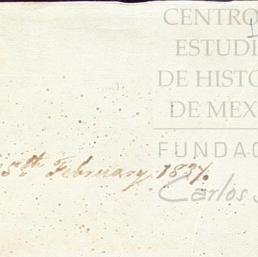 CENTRO
ESTUDI
DE HISTO
DE MEX
FUNDAC
Carlos S
5th February 1837.